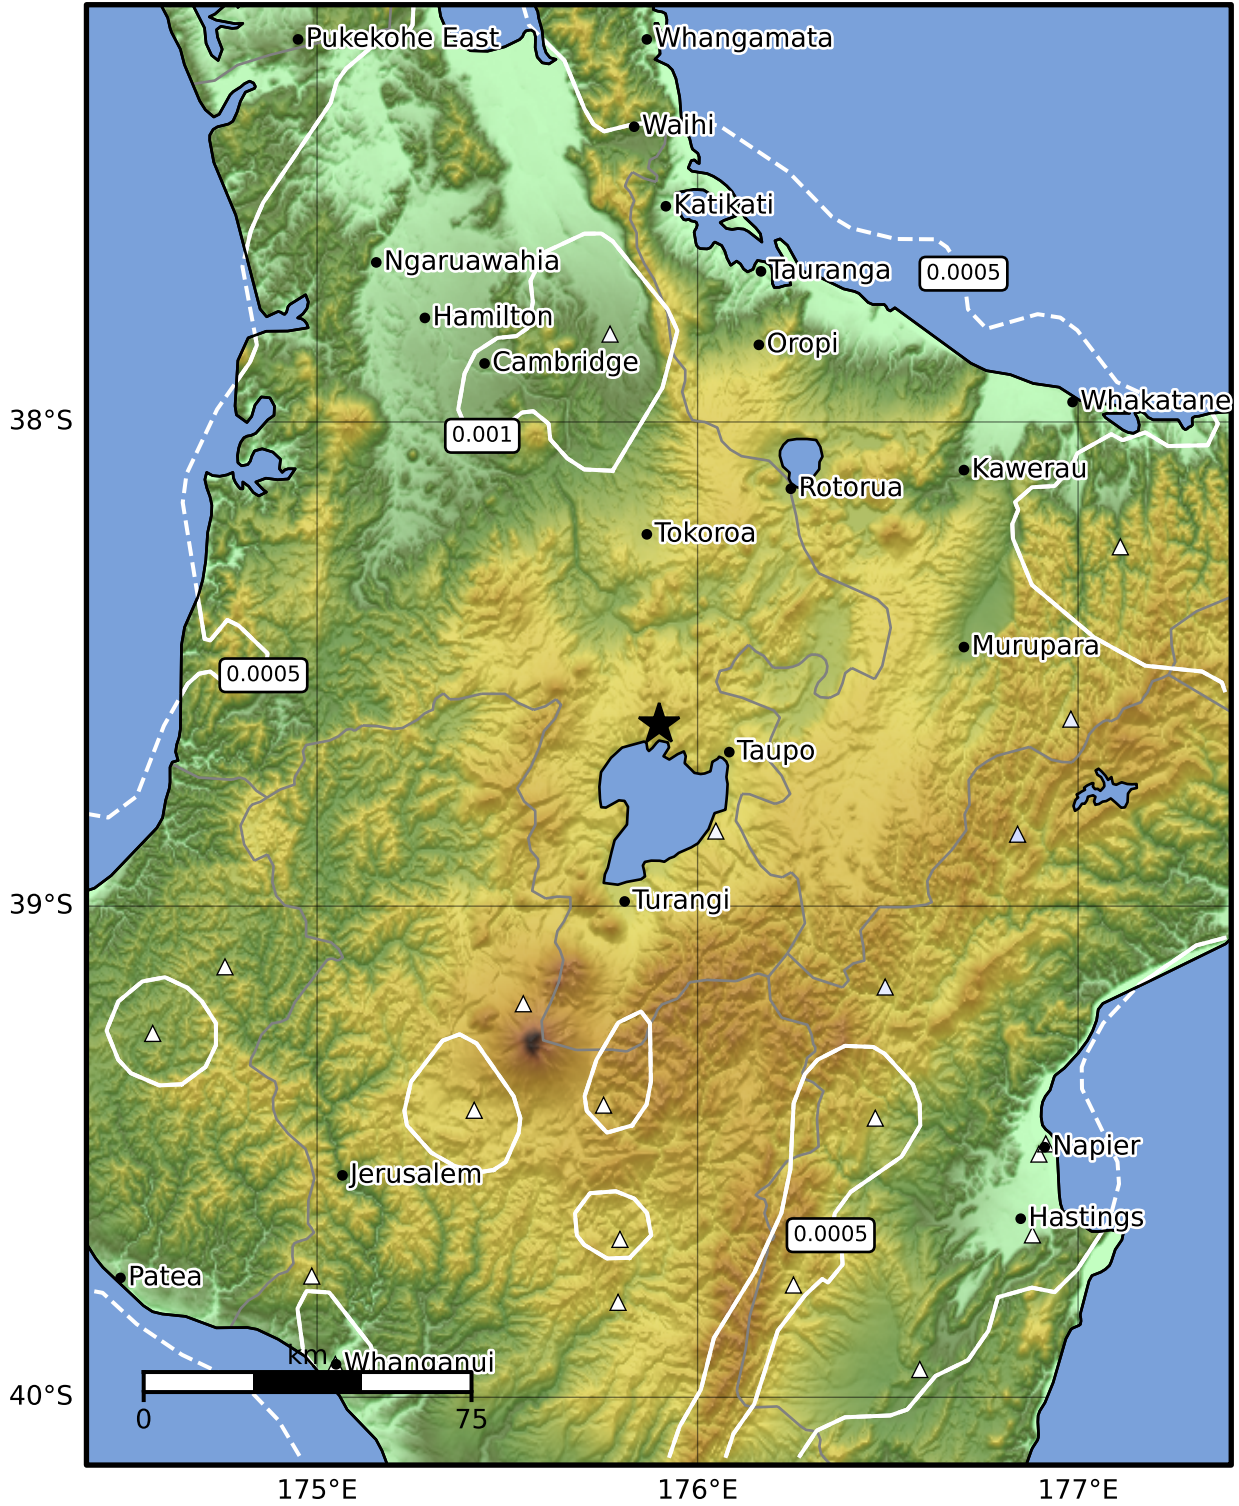 Pukekohe East
Whangamata
Waihi
Katikati
Ngaruawahia
Tauranga
0.0005
Hamilton
Oropi
Cambridge
Whakatane
38°S
0.001
Kawerau
Rotorua
Tokoroa
Murupara
0.0005
Taupo
Turangi
39°S
Napier
Jerusalem
Hastings
0.0005
Patea
km
Whanganui
40°S
0
75
175°E
176°E
177°E